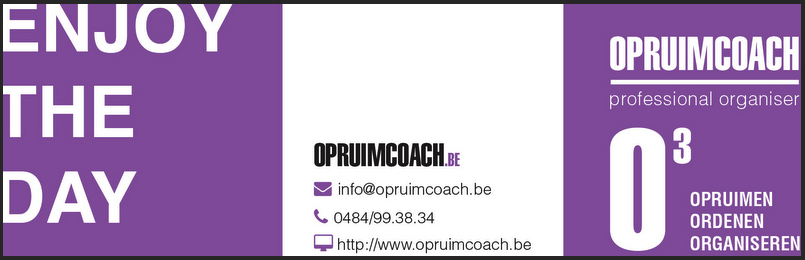 ENJOY
THE
DAY
OPRUIMCOACH.BE
info@opruimcoach.be
0484/99.38.34
http://www.opruimcoach.be
OPRUIMCOACH
professional organiser
O³
OPRUIMEN
ORDENEN
ORGANISEREN